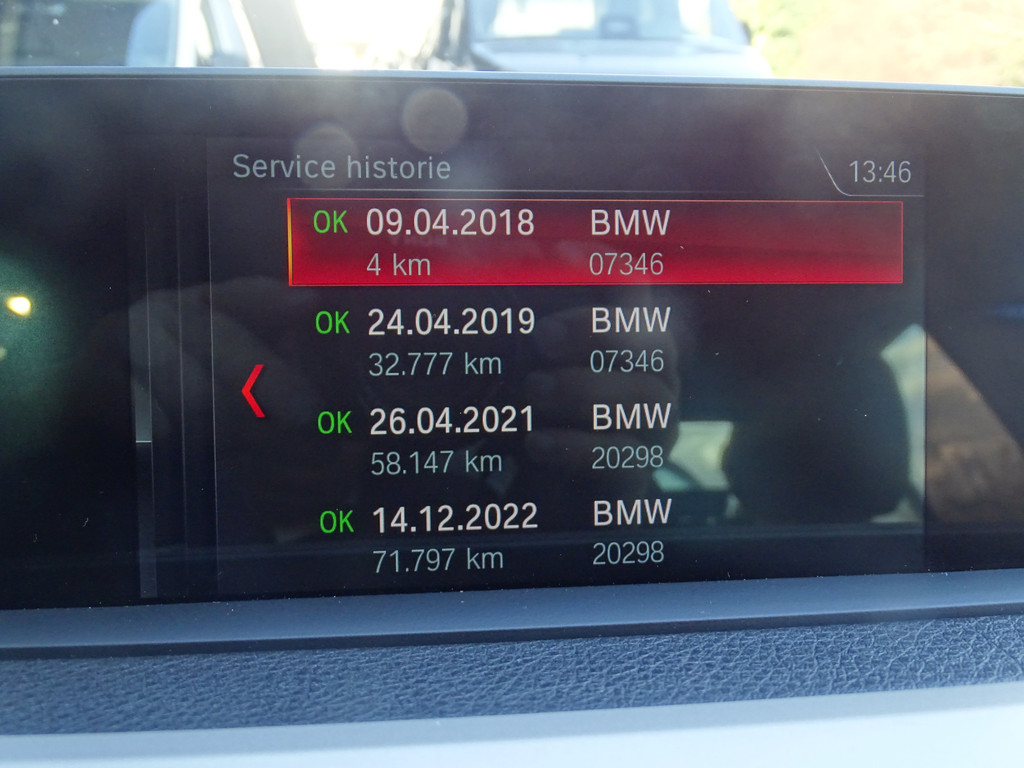 Service historie 13:46
OK 09.04.2018 BMW
4 km 07346
OK 24.04.2019 BMW
32.777 km 07346
OK 26.04.2021 BMW
58.147 km 20298
OK 14.12.2022 BMW
71.797 km 20298